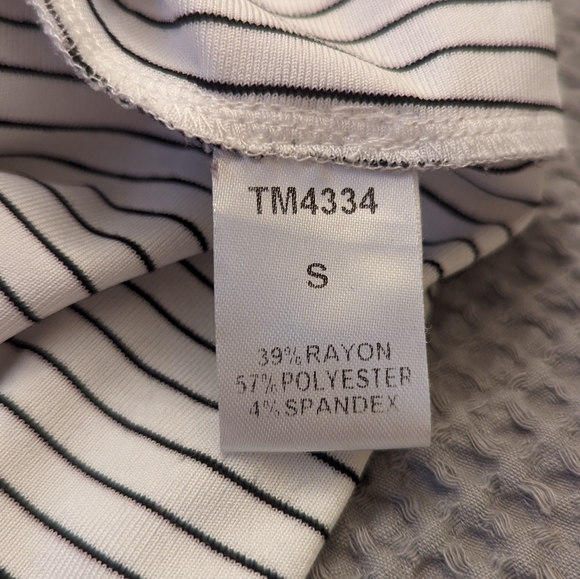 TM4334
S
39%RAYON
57%POLYESTER
4%SPANDEX